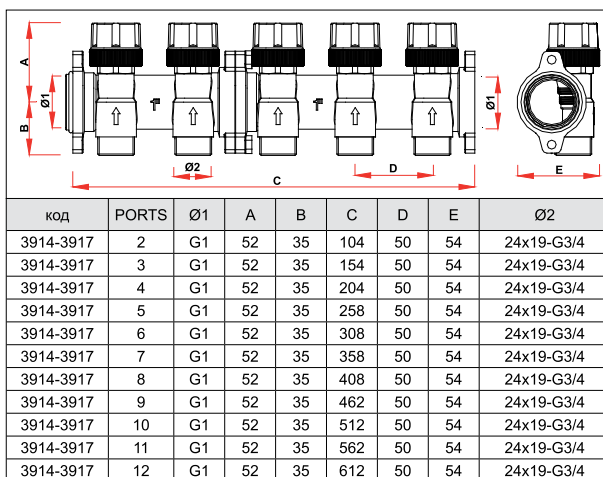 A
B
Ø1
Ø1
Ø2
D
C
E
код PORTS Ø1 A B C D E Ø2
3914-3917 2 G1 52 35 104 50 54 24x19-G3/4
3914-3917 3 G1 52 35 154 50 54 24x19-G3/4
3914-3917 4 G1 52 35 204 50 54 24x19-G3/4
3914-3917 5 G1 52 35 258 50 54 24x19-G3/4
3914-3917 6 G1 52 35 308 50 54 24x19-G3/4
3914-3917 7 G1 52 35 358 50 54 24x19-G3/4
3914-3917 8 G1 52 35 408 50 54 24x19-G3/4
3914-3917 9 G1 52 35 462 50 54 24x19-G3/4
3914-3917 10 G1 52 35 512 50 54 24x19-G3/4
3914-3917 11 G1 52 35 562 50 54 24x19-G3/4
3914-3917 12 G1 52 35 612 50 54 24x19-G3/4